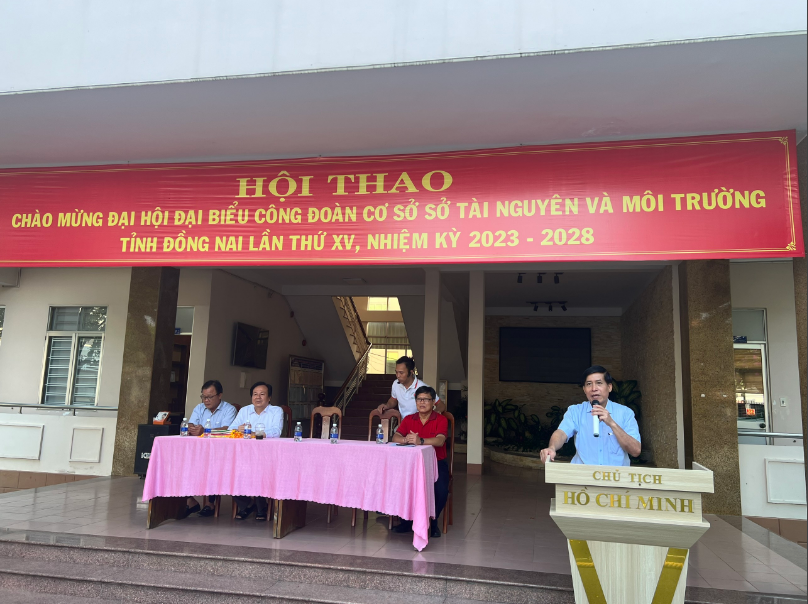 HỘI THAO
CHÀO MỪNG ĐẠI HỘI ĐẠI BIỂU CÔNG ĐOÀN CƠ SỞ SỞ TÀI NGUYÊN VÀ MÔI TRƯỜNG
TỈNH ĐỒNG NAI LẦN THỨ XV, NHIỆM KỲ 2023 - 2028
CHỦ TỊCH
HỒ CHÍ MINH